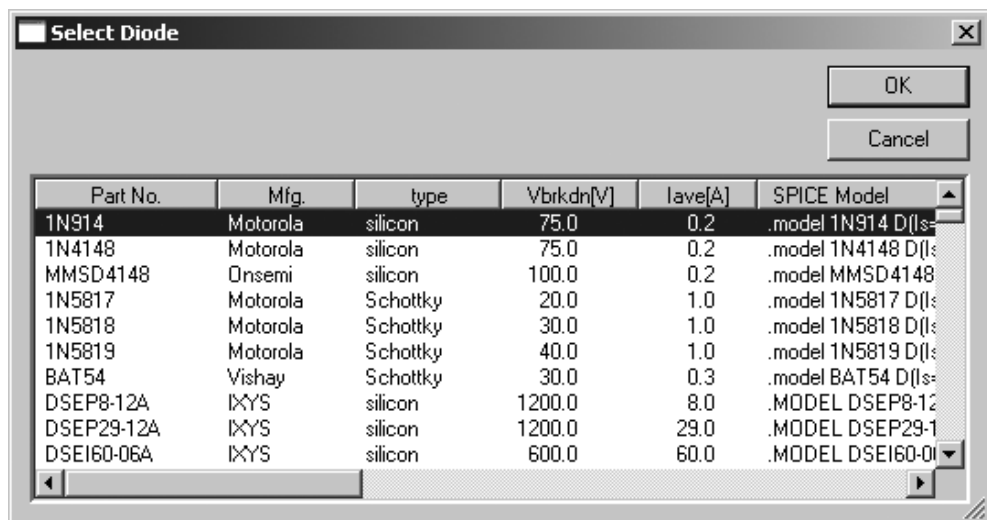 Select Diode
OK
Cancel
Part No. Mfg. type Vbrkdn[V] Iave[A] SPICE Model
1N914 Motorola silicon 75.0 0.2 .model 1N914 D(Is=
1N4148 Motorola silicon 75.0 0.2 .model 1N4148 D(Is
MMSD4148 Onsemi silicon 100.0 0.2 .model MMSD4148
1N5817 Motorola Schottky 20.0 1.0 .model 1N5817 D(Is
1N5818 Motorola Schottky 30.0 1.0 .model 1N5818 D(Is
1N5819 Motorola Schottky 40.0 1.0 .model 1N5819 D(Is
BAT54 Vishay Schottky 30.0 0.3 .model BAT54 D(Is=
DSEP8-12A IXYS silicon 1200.0 8.0 .MODEL DSEP8-12
DSEP29-12A IXYS silicon 1200.0 29.0 .MODEL DSEP29-1
DSEI60-06A IXYS silicon 600.0 60.0 .MODEL DSEI60-0